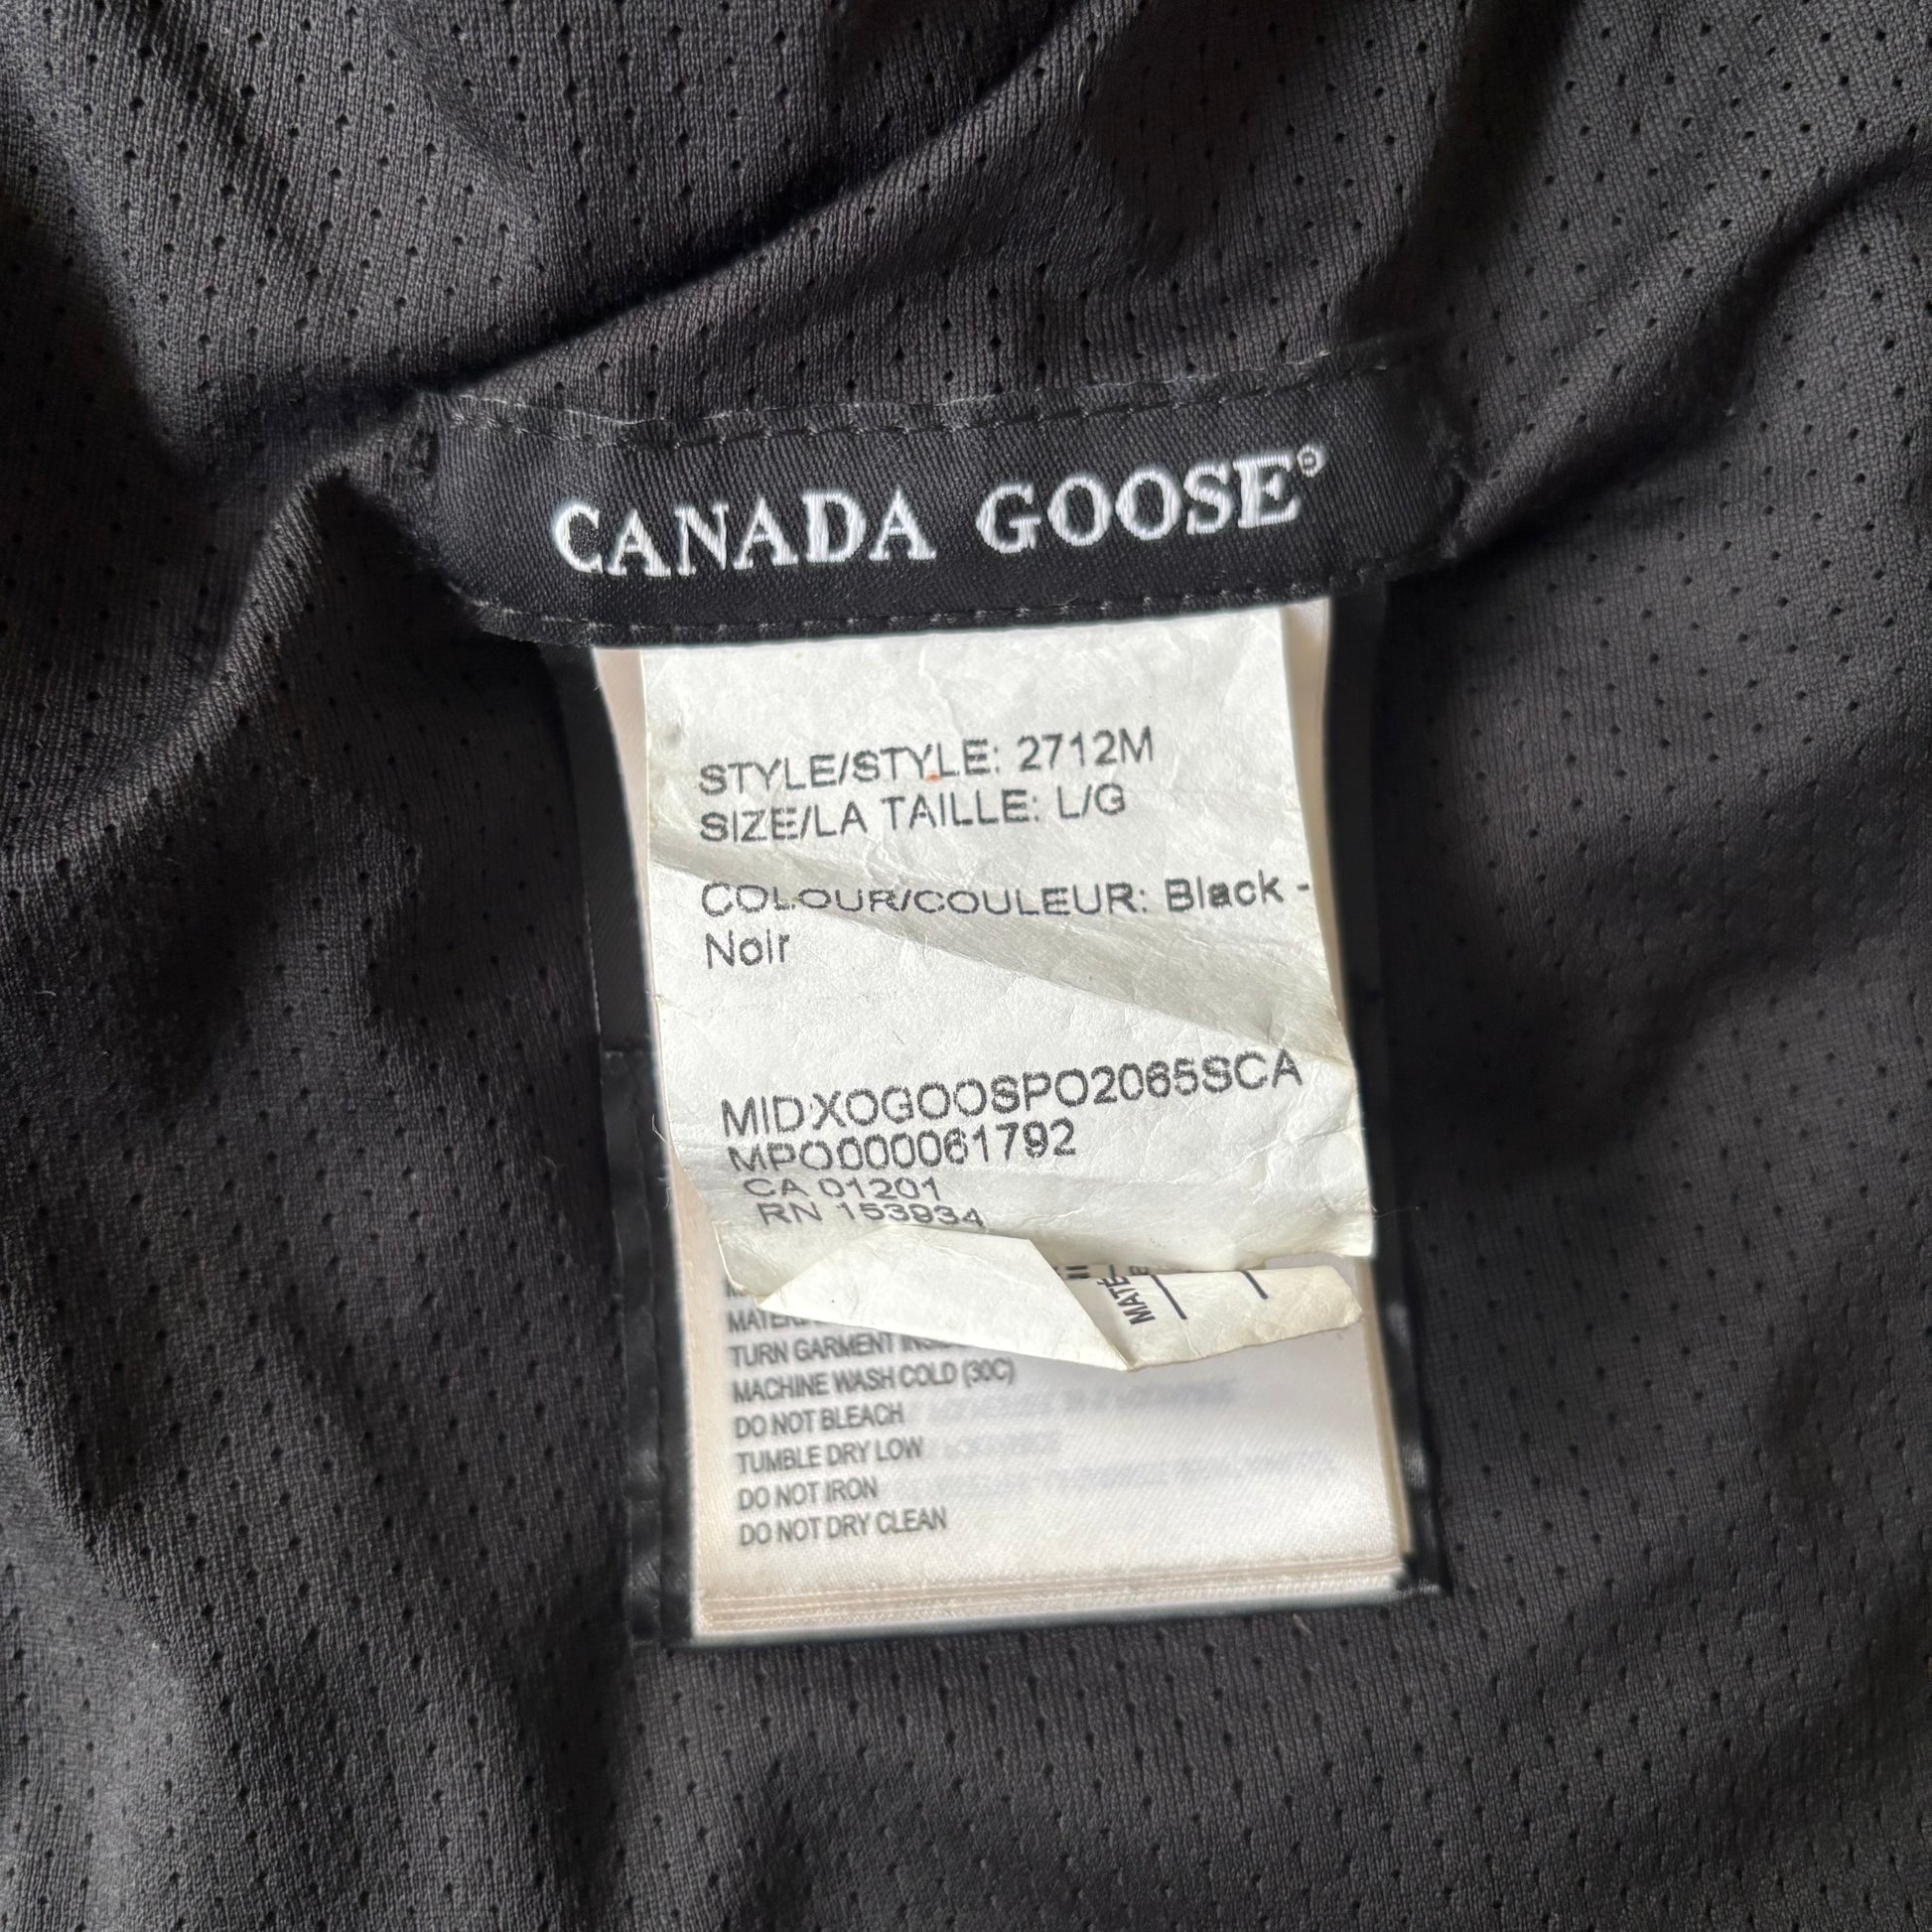 CANADA GOOSE®
STYLE/STYLE: 2712M
SIZE/LA TAILLE: L/G
COLOUR/COULEUR: Black -
Noir
MIDXOGOOSPO2065SCA
MPO000061792
CA 01201
RN 153934
TURN GARMENT
MACHINE WASH COLD (30C)
DO NOT BLEACH
TUMBLE DRY LOW
DO NOT IRON
DO NOT DRY CLEAN